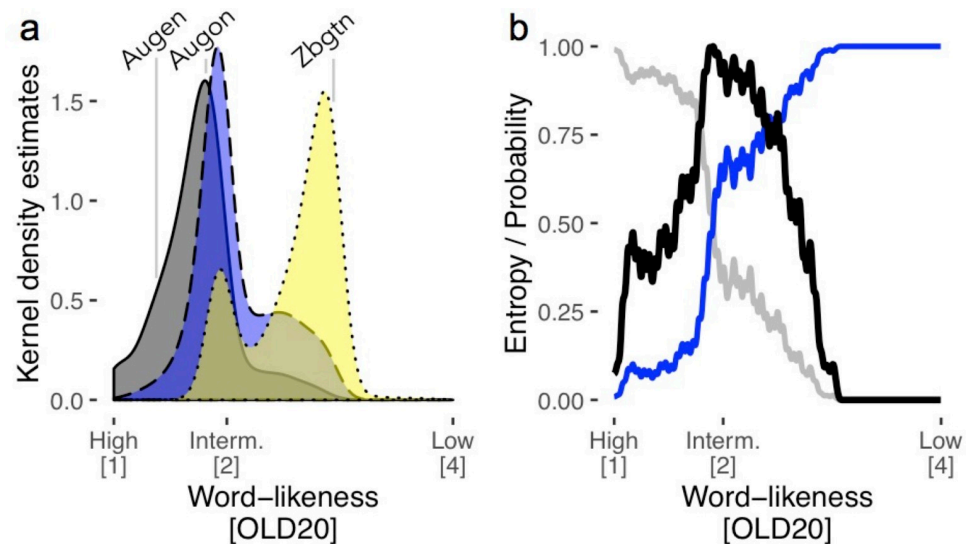 a
Augen
Augon
Zbgtn
Kernel density estimates
1.5
1.0
0.5
0.0
High
[1]
Interm.
[2]
Low
[4]
Word–likeness
[OLD20]
b
Entropy / Probability
1.00
0.75
0.50
0.25
0.00
High
[1]
Interm.
[2]
Low
[4]
Word–likeness
[OLD20]